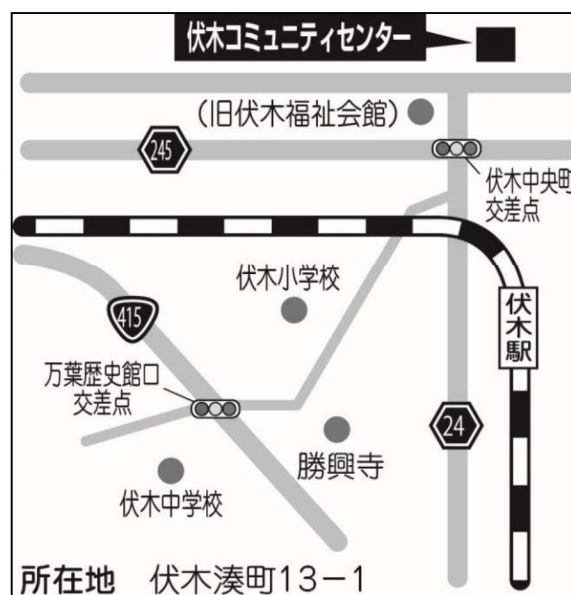 伏木コミュニティセンター
(旧伏木福祉会館)
245
伏木中央町
交差点
伏木小学校
415
伏木駅
万葉歴史館口
交差点
24
勝興寺
伏木中学校
所在地 伏木湊町13-1